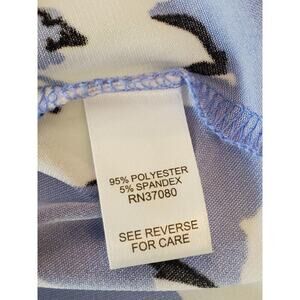 95% POLYESTER
5% SPANDEX
RN37080
SEE REVERSE
FOR CARE